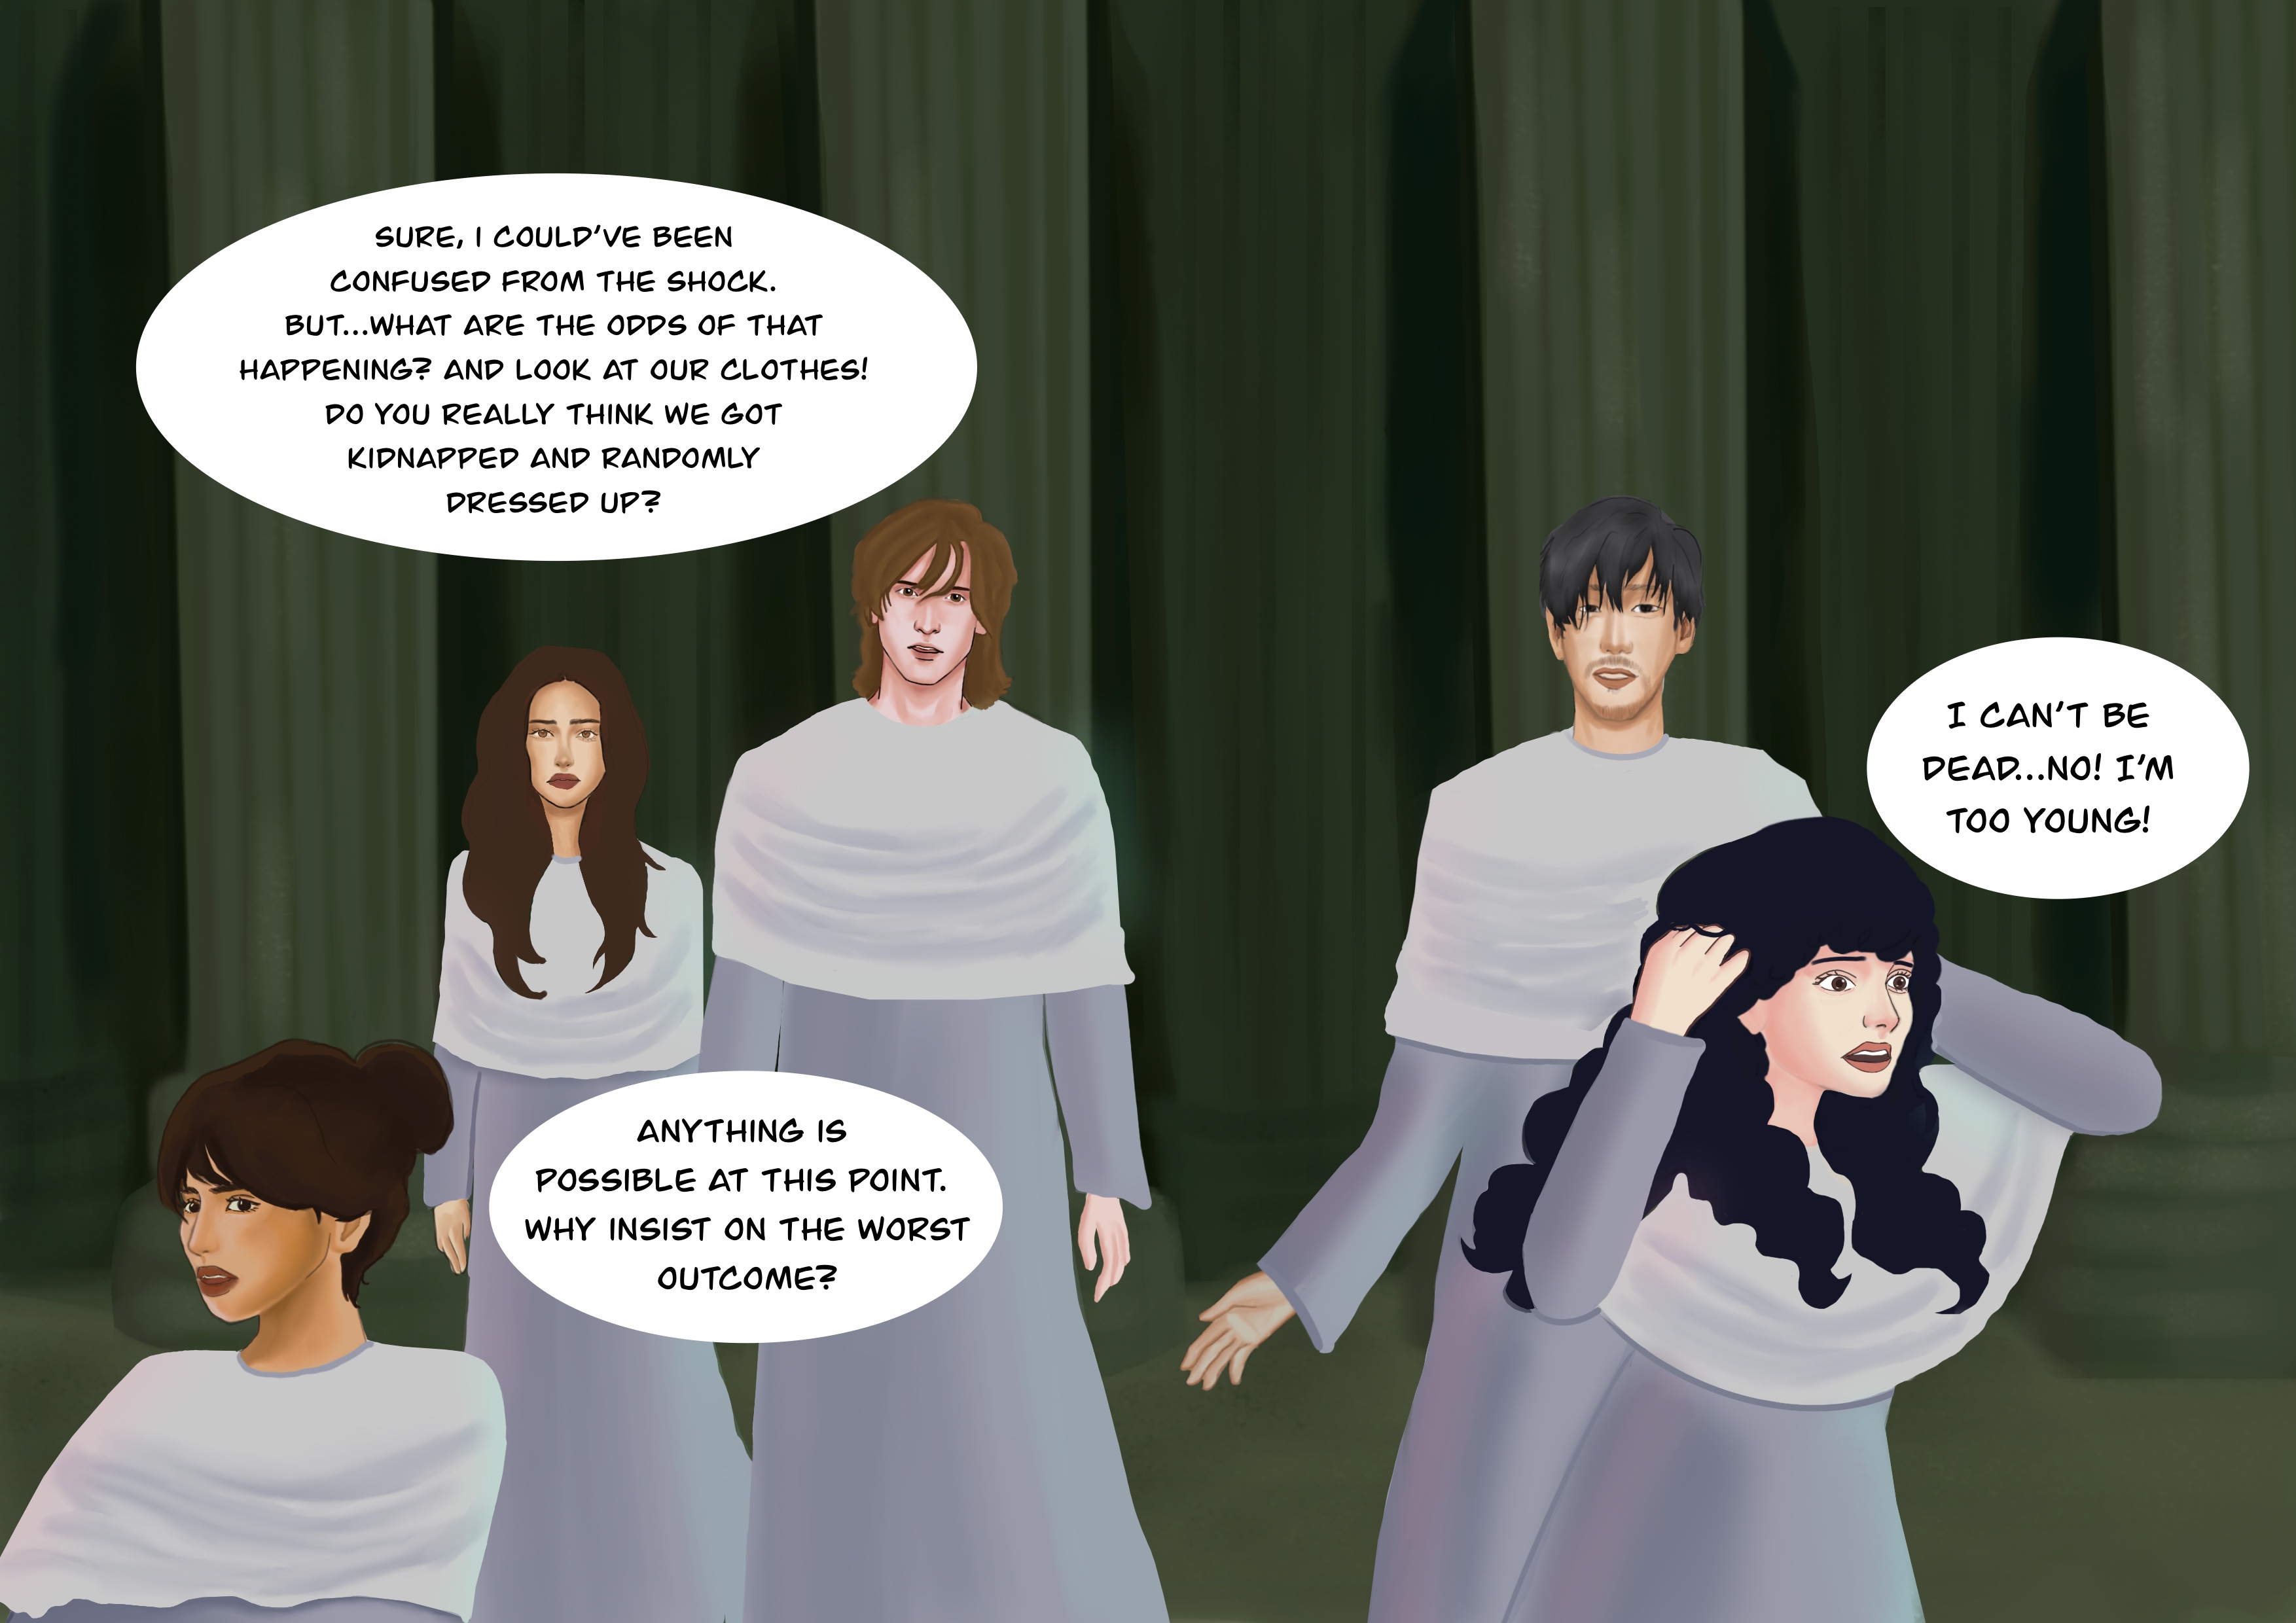 SURE, I COULD'VE BEEN
CONFUSED FROM THE SHOCK.
BUT...WHAT ARE THE ODDS OF THAT
HAPPENING? AND LOOK AT OUR CLOTHES!
DO YOU REALLY THINK WE GOT
KIDNAPPED AND RANDOMLY
DRESSED UP?
I CAN'T BE
DEAD...NO! I'M
TOO YOUNG!
ANYTHING IS
POSSIBLE AT THIS POINT.
WHY INSIST ON THE WORST
OUTCOME?